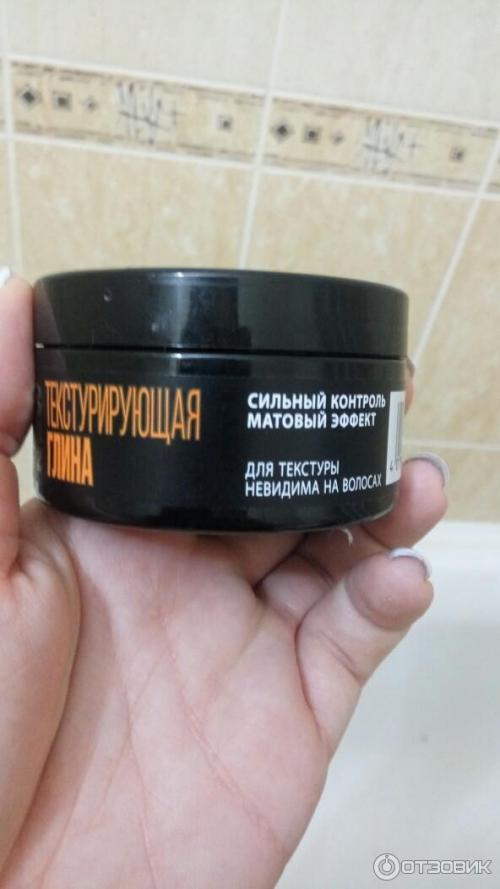 ТЕКСТУРИРУЮЩАЯ
ГЛИНА
СИЛЬНЫЙ КОНТРОЛЬ
МАТОВЫЙ ЭФФЕКТ
ДЛЯ ТЕКСТУРЫ
НЕВИДИМА НА ВОЛОСАХ
ОТЗОВИК